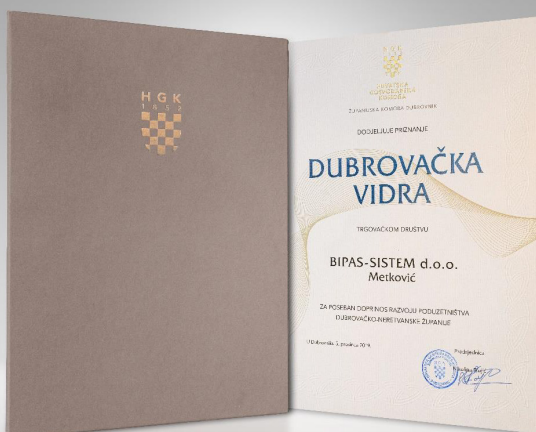 HGK
1852
HRVATSKA
GOSPODARSKA
KOMORA
ŽUPANIJSKA KOMORA DUBROVNIK
DODJELJUJE PRIZNANJE
DUBROVAČKA
VIDRA
TRGOVAČKOM DRUŠTVU
BIPAS-SISTEM d.o.o.
Metković
ZA POSEBAN DOPRINOS RAZVOJU PODUZETNIŠTVA
DUBROVAČKO-NERETVANSKE ŽUPANIJE
U Dubrovniku, 5. prosinca 2019.
Predsjednica